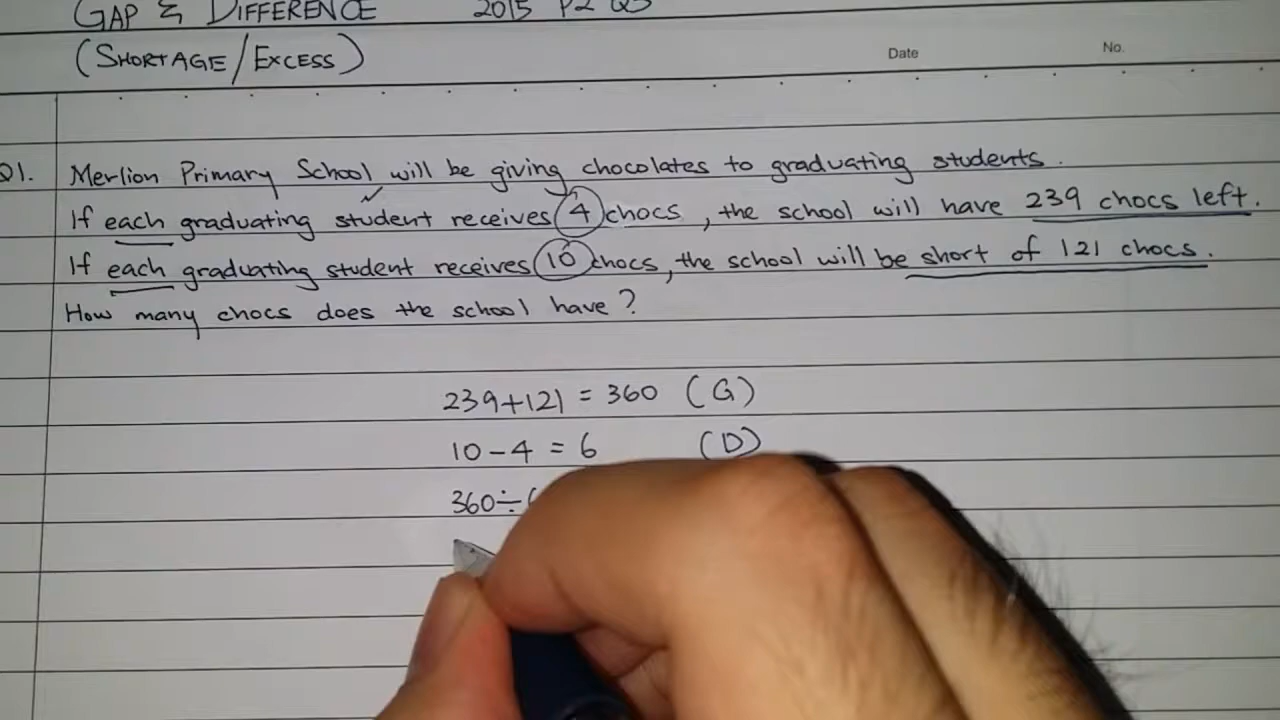 GAP & DIFFERENCE 2015 P2 Q5
(SHORTAGE/EXCESS)
Date No.
Q1. Merlion Primary School will be giving chocolates to graduating students.
If each graduating student receives 4 chocs, the school will have 239 chocs left.
If each graduating student receives 10 chocs, the school will be short of 121 chocs.
How many chocs does the school have?
239+121 = 360 (G)
10-4 = 6 (D)
360÷